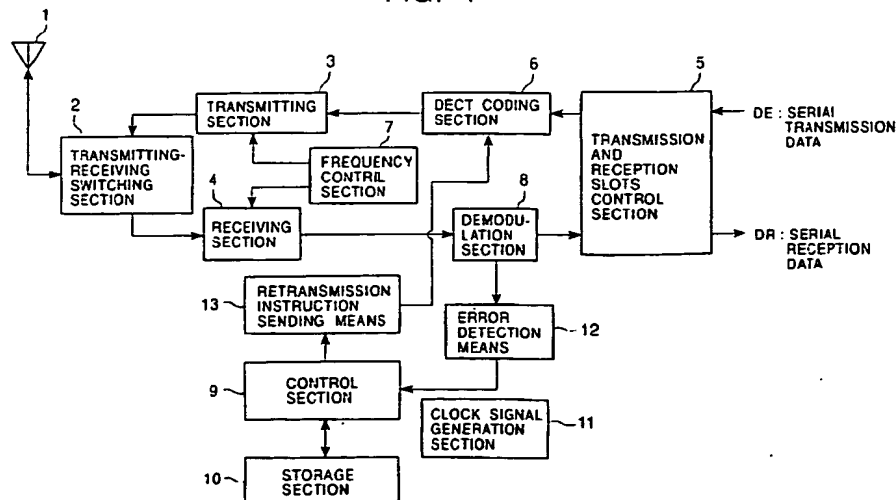 1
3
6
5
2
TRANSMITTING
SECTION
7
DECT CODING
SECTION
DE : SERIAI
TRANSMISSION
DATA
TRANSMITTING-
RECEIVING
SWITCHING
SECTION
FREQUENCY
CONTRIL
SECTION
TRANSMISSION
AND
RECEPTION
SLOTS
CONTROL
SECTION
4
8
RECEIVING
SECTION
DEMODU-
LATION
SECTION
DR : SERIAL
RECEPTION
DATA
13
RETRANSMISSION
INSTRUCTION
SENDING MEANS
ERROR
DETECTION
MEANS
12
9
CONTROL
SECTION
CLOCK SIGNAL
GENERATION
SECTION
11
10
STORAGE
SECTION